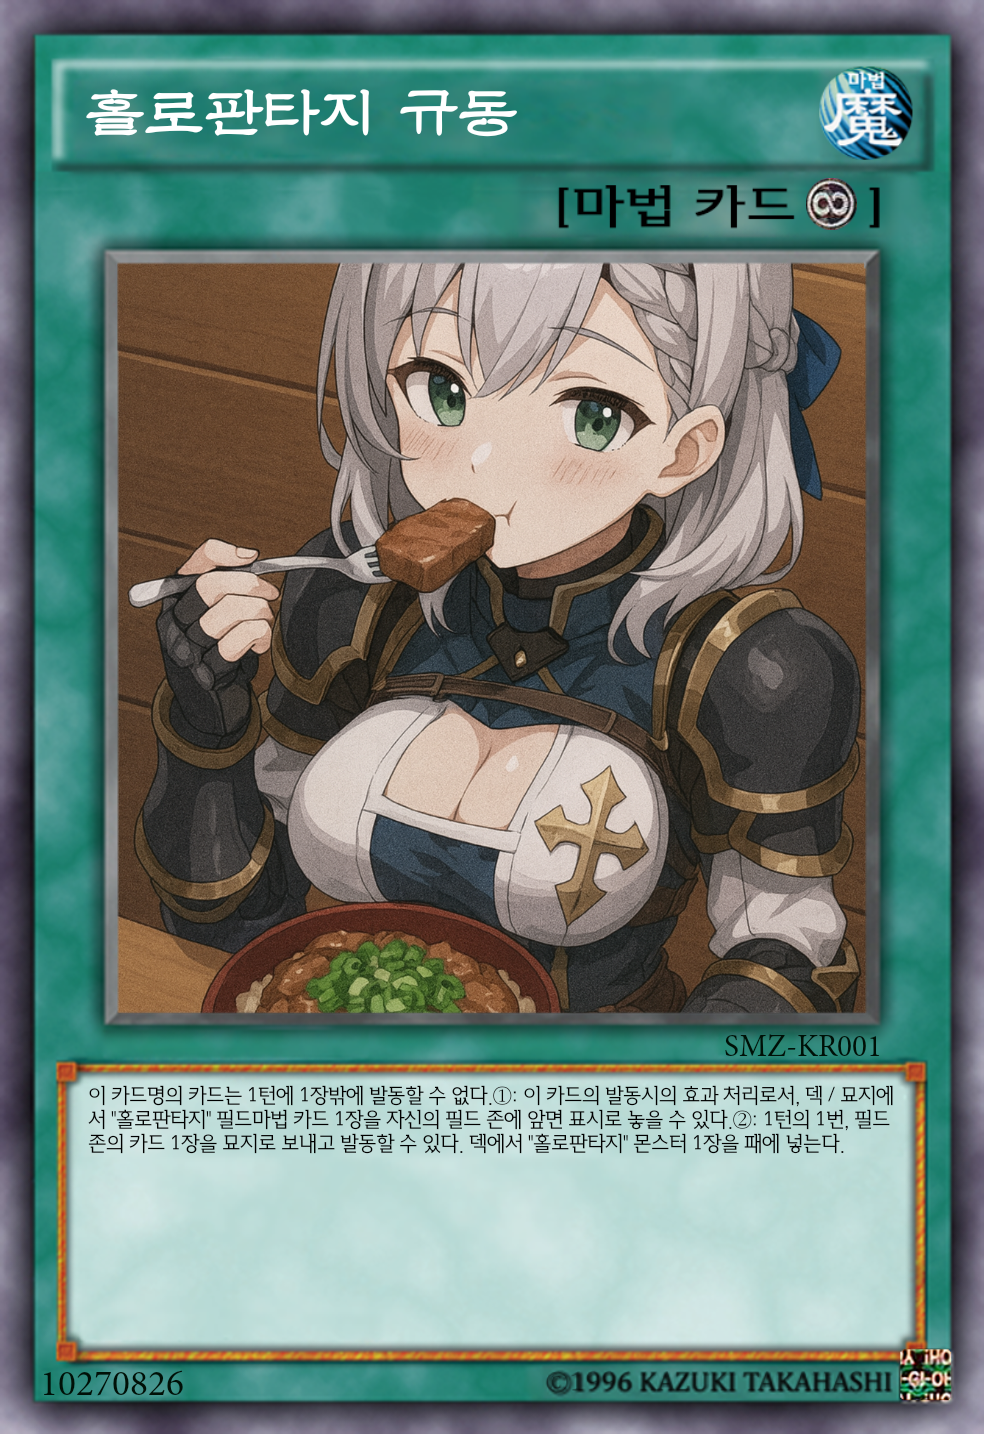 홀로판타지 규동
마법
魔
[마법 카드 ]
SMZ-KR001
이 카드명의 카드는 1턴에 1장밖에 발동할 수 없다.①: 이 카드의 발동시의 효과 처리로서, 덱 / 묘지에
서 "홀로판타지" 필드마법 카드 1장을 자신의 필드 존에 앞면 표시로 놓을 수 있다.②: 1턴의 1번, 필드
존의 카드 1장을 묘지로 보내고 발동할 수 있다. 덱에서 "홀로판타지" 몬스터 1장을 패에 넣는다.
10270826
©1996 KAZUKI TAKAHASHI